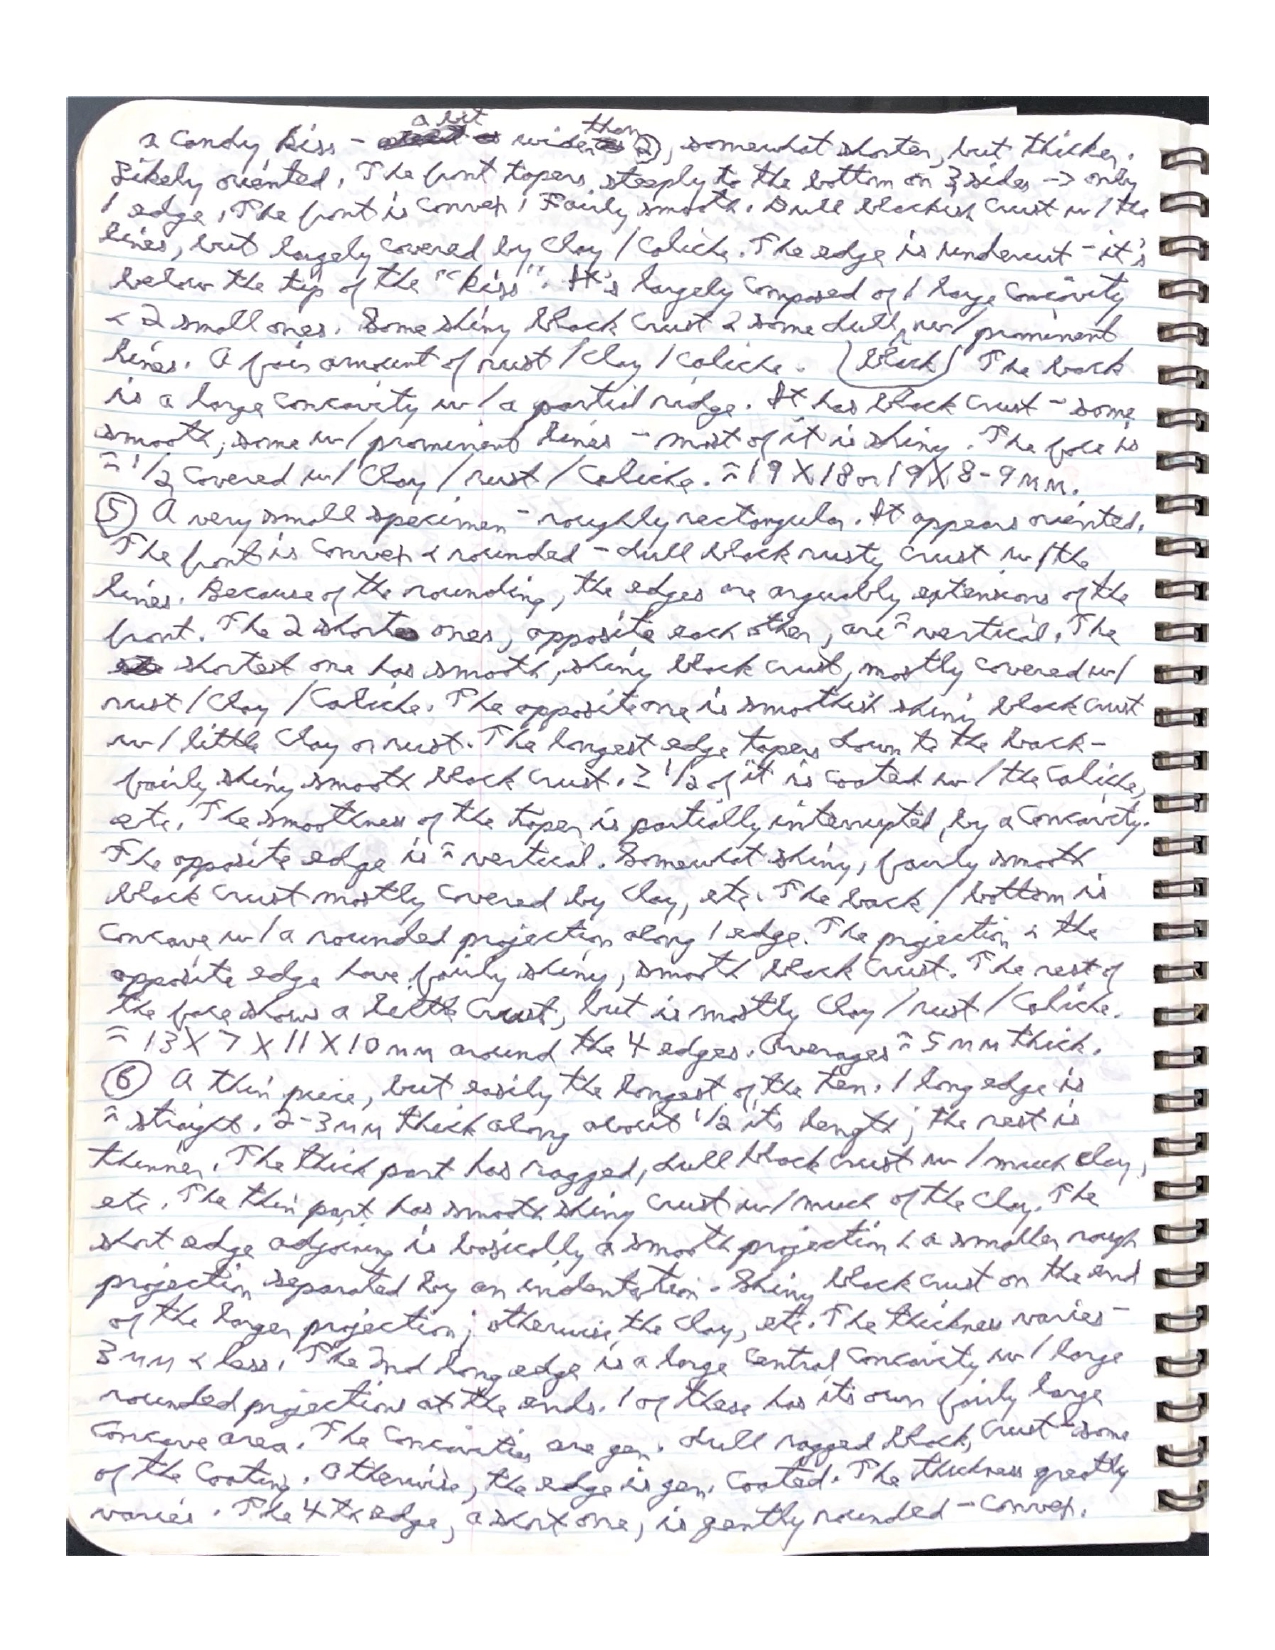 a bit than
a candy kiss - wider ②, somewhat shorter, but thicker.
Likely oriented. The front tapers steeply to the bottom on 3 sides → only
1 edge. The front is convex. Fairly smooth. Dull blackish crust w/ the
lines, but largely covered by clay/caliche. The edge is undercut - it's
below the tip of the "kiss". It's largely composed of 1 large concavity
& 2 small ones. Some shiny black crust & some dull, w/ prominent
lines. A fair amount of rust/clay/caliche. (black) The back
is a large concavity w/ a partial ridge. It has black crust - some
smooth; some w/ prominent lines - most of it is shiny. The face is
≈ 1/2 covered w/ clay/rust/caliche. ≈ 19 X 18 or 19 X 8-9 mm.
⑤ A very small specimen - roughly rectangular. It appears oriented.
The front is convex & rounded - dull black rusty crust w/ the
lines. Because of the rounding, the edges are arguably extensions of the
front. The 2 short ones, opposite each other, are ≈ vertical. The
shortest one has smooth, shiny black crust, mostly covered w/
rust/clay/caliche. The opposite one is smoothish shiny black crust
w/ little clay or rust. The longest edge tapers down to the back -
fairly shiny smooth black crust. ≥ 1/2 of it is coated w/ the caliche,
etc. The smoothness of the taper is partially interrupted by a concavity.
The opposite edge is ≈ vertical. Somewhat shiny, fairly smooth
black crust mostly covered by clay, etc. The back/bottom is
concave w/ a rounded projection along 1 edge. The projection & the
opposite edge have fairly shiny, smooth black crust. The rest of
the face shows a little crust, but is mostly clay/rust/caliche.
≈ 13 X 7 X 11 X 10 mm around the 4 edges. Averages ≈ 5 mm thick.
⑥ A thin piece, but easily the longest of the ten. 1 long edge is
≈ straight. 2-3 mm thick along about 1/2 its length; the rest is
thinner. The thick part has ragged, dull black crust w/ much clay,
etc. The thin part has smooth shiny crust w/ much of the clay. The
short edge adjoining is basically a smooth projection & a smaller rough
projection separated by an indentation. Shiny black crust on the end
of the larger projection; otherwise, the clay, etc. The thickness varies -
3 mm & less. The 2nd long edge is a large central concavity w/ large
rounded projections at the ends. 1 of these has its own fairly large
concave area. The concavities are gen. dull ragged black crust - some
of the coating. Otherwise, the edge is gen. coated. The thickness greatly
varies. The 4th edge, a short one, is gently rounded - convex.